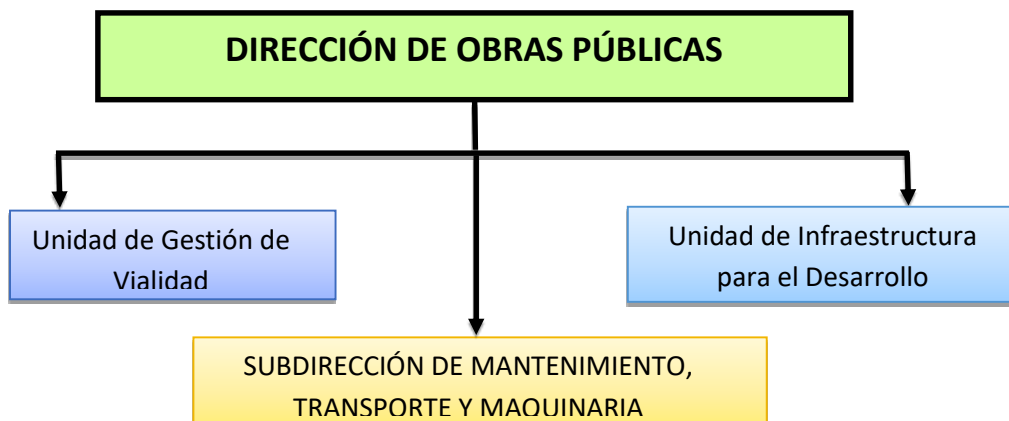 DIRECCIÓN DE OBRAS PÚBLICAS
Unidad de Gestión de
Vialidad
Unidad de Infraestructura
para el Desarrollo
SUBDIRECCIÓN DE MANTENIMIENTO,
TRANSPORTE Y MAQUINARIA